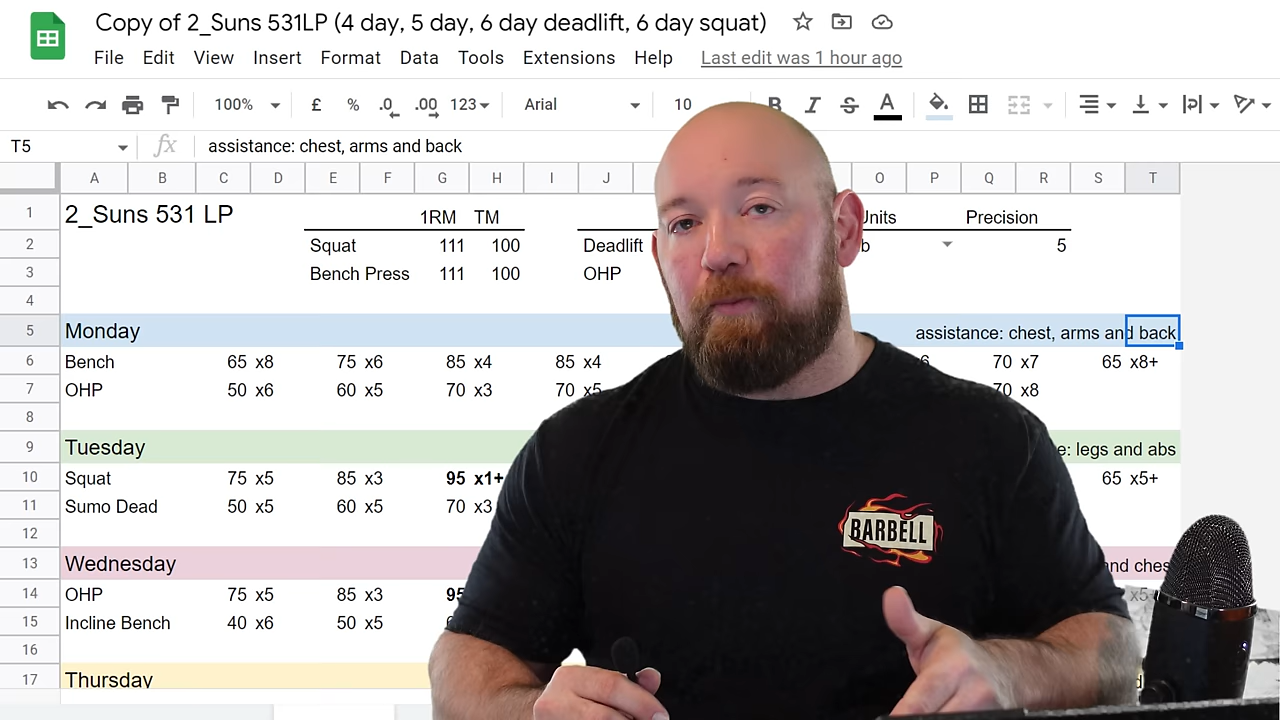 Copy of 2_Suns 531LP (4 day, 5 day, 6 day deadlift, 6 day squat)
File Edit View Insert Format Data Tools Extensions Help Last edit was 1 hour ago
100% £ % .0 .00 123 Arial 10 B I S A
T5 fx assistance: chest, arms and back
A B C D E F G H I J O P Q R S T
1 2_Suns 531 LP 1RM TM Precision
2 Squat 111 100 Deadlift 5
3 Bench Press 111 100 OHP
4
5 Monday assistance: chest, arms and back
6 Bench 65 x8 75 x6 85 x4 85 x4 70 x7 65 x8+
7 OHP 50 x6 60 x5 70 x3 70 x5 70 x8
8
9 Tuesday legs and abs
10 Squat 75 x5 85 x3 95 x1+ 65 x5+
11 Sumo Dead 50 x5 60 x5 70 x3
12
13 Wednesday
14 OHP 75 x5 85 x3 95
15 Incline Bench 40 x6 50 x5
16
17 Thursday
BARBELL